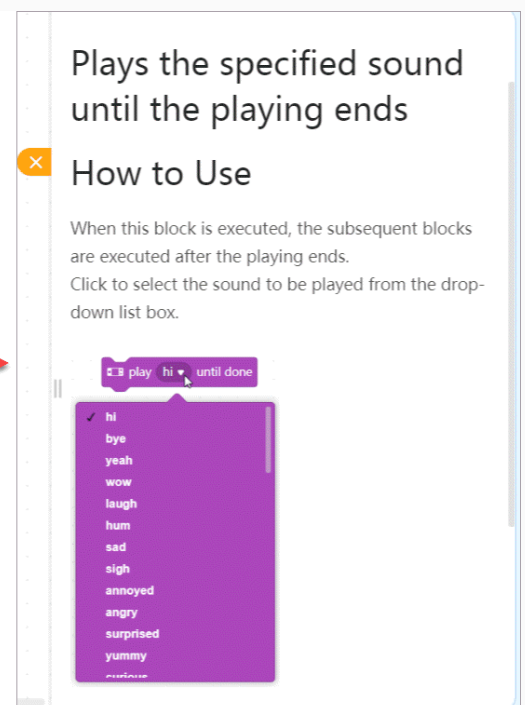 Plays the specified sound
until the playing ends
How to Use
When this block is executed, the subsequent blocks
are executed after the playing ends.
Click to select the sound to be played from the drop-
down list box.
play hi until done
hi
bye
yeah
wow
laugh
hum
sad
sigh
annoyed
angry
surprised
yummy
curious